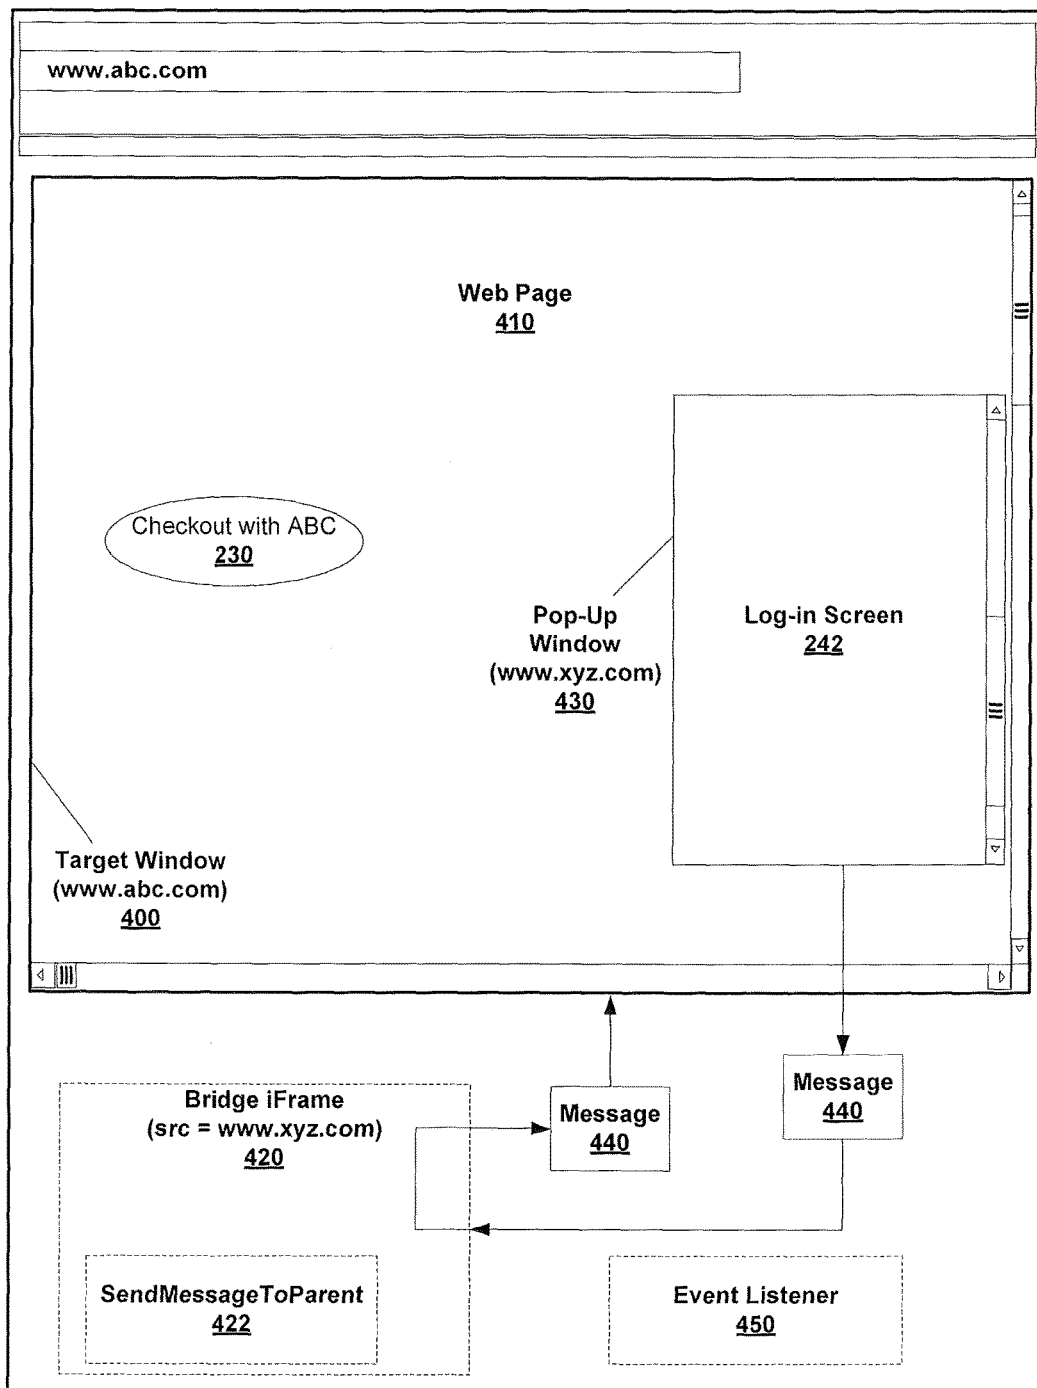 www.abc.com
Web Page
410
Checkout with ABC
230
Pop-Up
Window
(www.xyz.com)
430
Log-in Screen
242
Target Window
(www.abc.com)
400
Bridge iFrame
(src = www.xyz.com)
420
Message
440
Message
440
SendMessageToParent
422
Event Listener
450